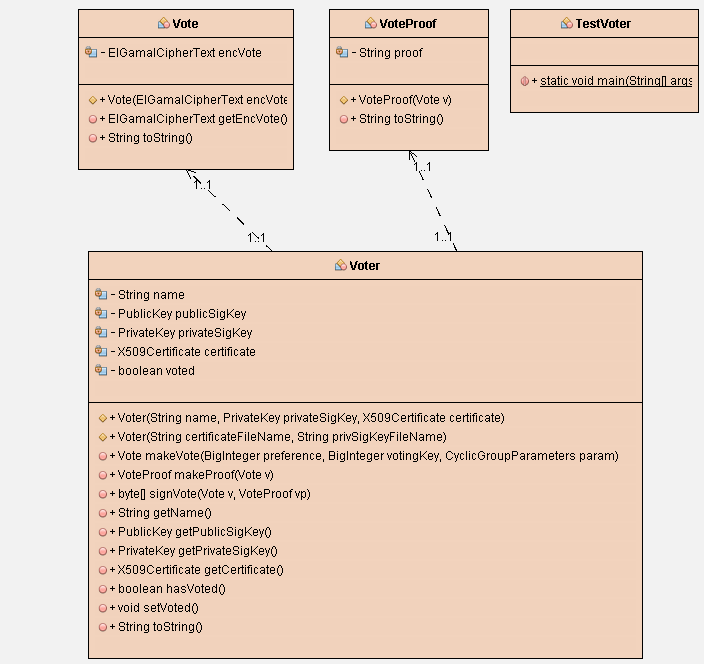 Vote
- ElGamalCipherText encVote
+ Vote(ElGamalCipherText encVote
+ ElGamalCipherText getEncVote()
+ String toString()
VoteProof
- String proof
+ VoteProof(Vote v)
+ String toString()
TestVoter
+ static void main(String[] args
1..1
1..1
1..1
1..1
Voter
- String name
- PublicKey publicSigKey
- PrivateKey privateSigKey
- X509Certificate certificate
- boolean voted
+ Voter(String name, PrivateKey privateSigKey, X509Certificate certificate)
+ Voter(String certificateFileName, String privSigKeyFileName)
+ Vote makeVote(BigInteger preference, BigInteger votingKey, CyclicGroupParameters param)
+ VoteProof makeProof(Vote v)
+ byte[] signVote(Vote v, VoteProof vp)
+ String getName()
+ PublicKey getPublicSigKey()
+ PrivateKey getPrivateSigKey()
+ X509Certificate getCertificate()
+ boolean hasVoted()
+ void setVoted()
+ String toString()